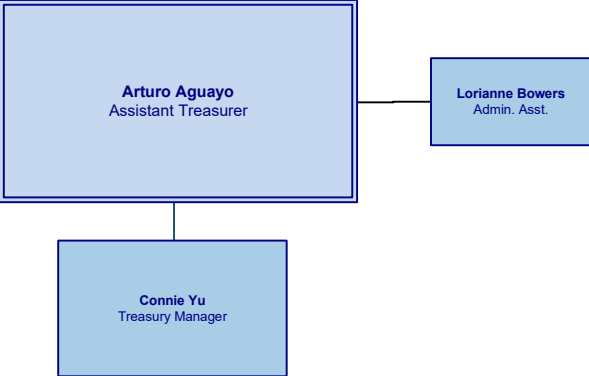 Arturo Aguayo
Assistant Treasurer
Lorianne Bowers
Admin. Asst.
Connie Yu
Treasury Manager